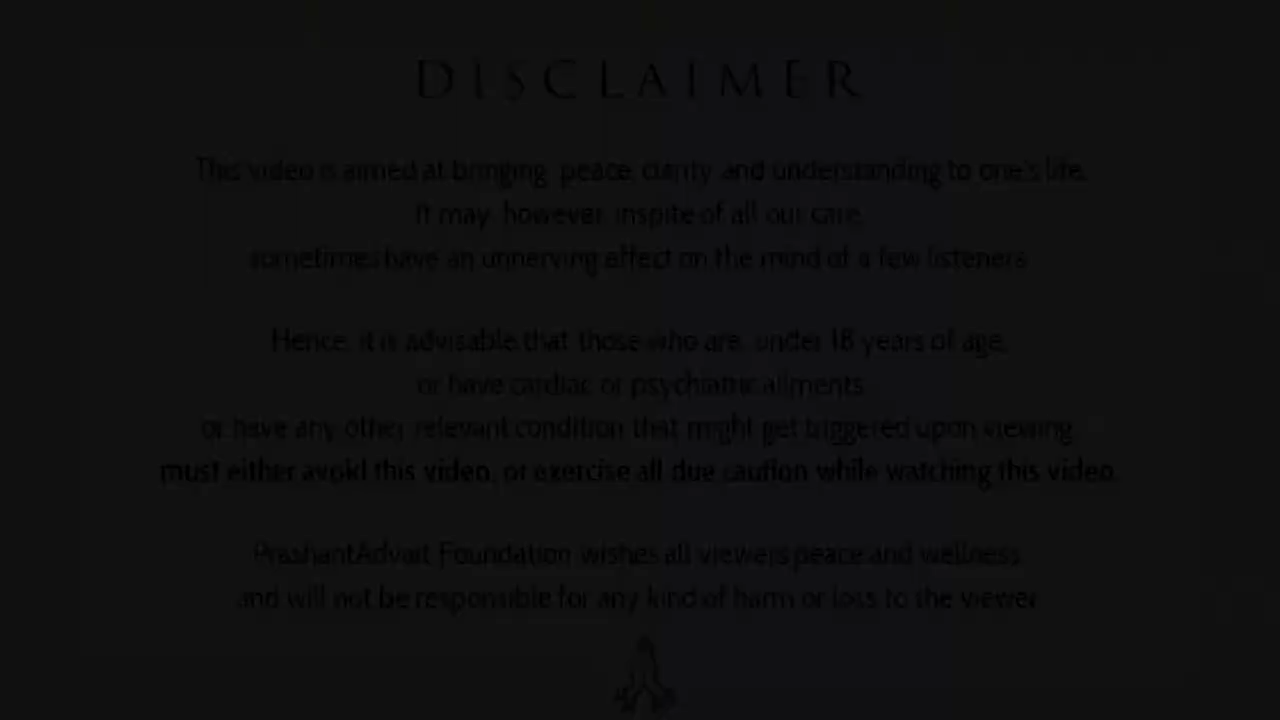 DISCLAIMER
This video is aimed at bringing peace, clarity and understanding to one's life.
It may, however, inspite of all our care,
sometimes have an unnerving effect on the mind of a few listeners.
Hence, it is advisable that those who are, under 18 years of age,
or have cardiac or psychiatric ailments
or have any other relevant condition that might get triggered upon viewing,
must either avoid this video, or exercise all due caution while watching this video.
PrashantAdvait Foundation wishes all viewers peace and wellness
and will not be responsible for any kind of harm or loss to the viewer.